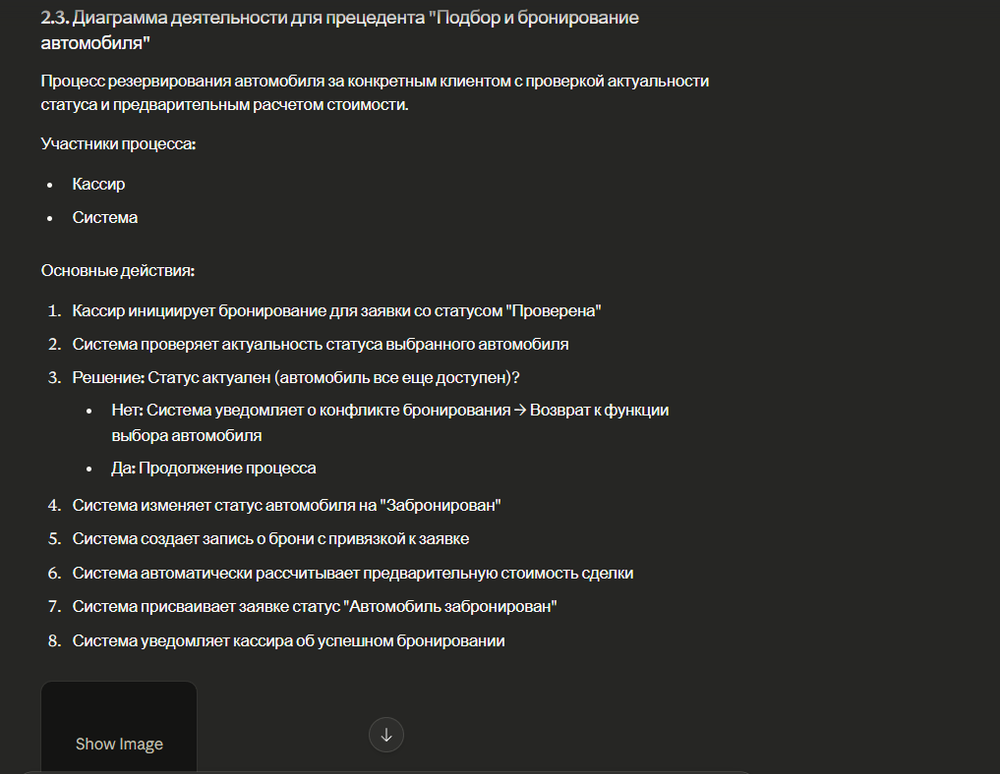 2.3. Диаграмма деятельности для прецедента "Подбор и бронирование
автомобиля"
Процесс резервирования автомобиля за конкретным клиентом с проверкой актуальности
статуса и предварительным расчетом стоимости.
Участники процесса:
• Кассир
• Система
Основные действия:
1. Кассир инициирует бронирование для заявки со статусом "Проверена"
2. Система проверяет актуальность статуса выбранного автомобиля
3. Решение: Статус актуален (автомобиль все еще доступен)?
• Нет: Система уведомляет о конфликте бронирования → Возврат к функции
выбора автомобиля
• Да: Продолжение процесса
4. Система изменяет статус автомобиля на "Забронирован"
5. Система создает запись о брони с привязкой к заявке
6. Система автоматически рассчитывает предварительную стоимость сделки
7. Система присваивает заявке статус "Автомобиль забронирован"
8. Система уведомляет кассира об успешном бронировании
Show Image